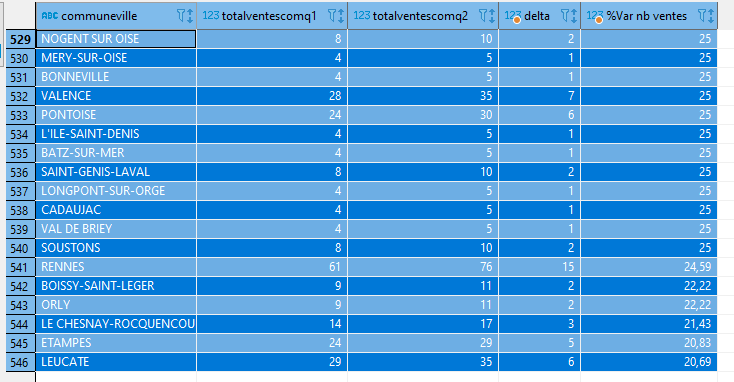 ABC communeville 123 totalventescomq1 123 totalventescomq2 123 delta 123 %Var nb ventes
529 NOGENT SUR OISE 8 10 2 25
530 MERY-SUR-OISE 4 5 1 25
531 BONNEVILLE 4 5 1 25
532 VALENCE 28 35 7 25
533 PONTOISE 24 30 6 25
534 L'ILE-SAINT-DENIS 4 5 1 25
535 BATZ-SUR-MER 4 5 1 25
536 SAINT-GENIS-LAVAL 8 10 2 25
537 LONGPONT-SUR-ORGE 4 5 1 25
538 CADAUJAC 4 5 1 25
539 VAL DE BRIEY 4 5 1 25
540 SOUSTONS 8 10 2 25
541 RENNES 61 76 15 24,59
542 BOISSY-SAINT-LEGER 9 11 2 22,22
543 ORLY 9 11 2 22,22
544 LE CHESNAY-ROCQUENCOU 14 17 3 21,43
545 ETAMPES 24 29 5 20,83
546 LEUCATE 29 35 6 20,69